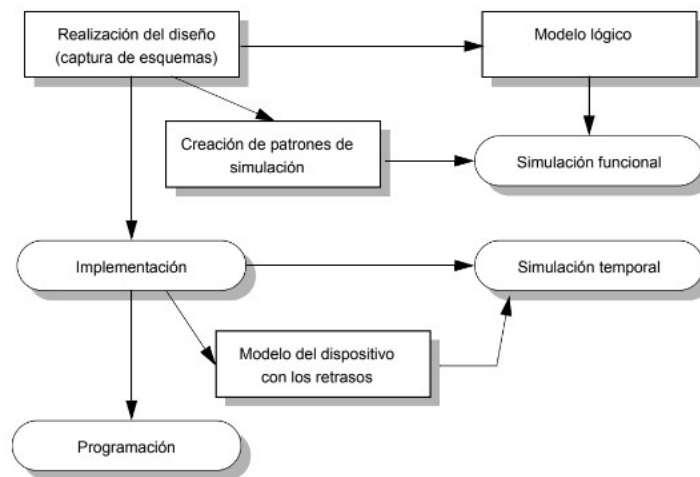 Realización del diseño
(captura de esquemas)
Modelo lógico
Creación de patrones de
simulación
Simulación funcional
Implementación
Simulación temporal
Modelo del dispositivo
con los retrasos
Programación